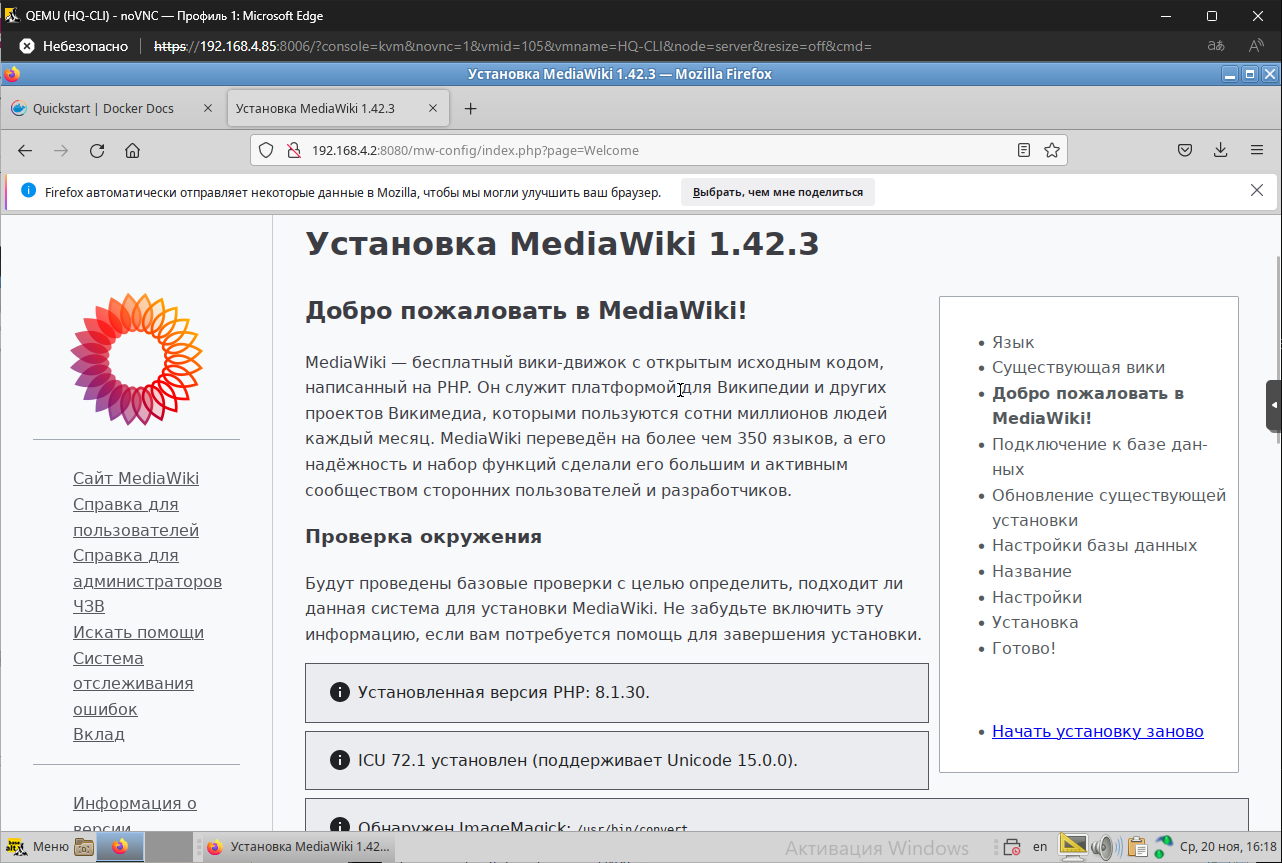 QEMU (HQ-CLI) - noVNC — Профиль 1: Microsoft Edge
Небезопасно https://192.168.4.85:8006/?console=kvm&novnc=1&vmid=105&vmname=HQ-CLI&node=server&resize=off&cmd=
Установка MediaWiki 1.42.3 — Mozilla Firefox
Quickstart | Docker Docs
Установка MediaWiki 1.42.3
192.168.4.2:8080/mw-config/index.php?page=Welcome
Firefox автоматически отправляет некоторые данные в Mozilla, чтобы мы могли улучшить ваш браузер.
Выбрать, чем мне поделиться
Установка MediaWiki 1.42.3
Добро пожаловать в MediaWiki!
MediaWiki — бесплатный вики-движок с открытым исходным кодом,
написанный на PHP. Он служит платформой для Википедии и других
проектов Викимедиа, которыми пользуются сотни миллионов людей
каждый месяц. MediaWiki переведён на более чем 350 языков, а его
надёжность и набор функций сделали его большим и активным
сообществом сторонних пользователей и разработчиков.
Проверка окружения
Будут проведены базовые проверки с целью определить, подходит ли
данная система для установки MediaWiki. Не забудьте включить эту
информацию, если вам потребуется помощь для завершения установки.
Установленная версия PHP: 8.1.30.
ICU 72.1 установлен (поддерживает Unicode 15.0.0).
Обнаружен ImageMagick: /usr/bin/convert
Язык
Существующая вики
Добро пожаловать в
MediaWiki!
Подключение к базе дан-
ных
Обновление существующей
установки
Настройки базы данных
Название
Настройки
Установка
Готово!
Начать установку заново
Сайт MediaWiki
Справка для
пользователей
Справка для
администраторов
ЧЗВ
Искать помощи
Система
отслеживания
ошибок
Вклад
Информация о
версии
Меню
Установка MediaWiki 1.42...
Активация Windows
en
Ср, 20 ноя, 16:18